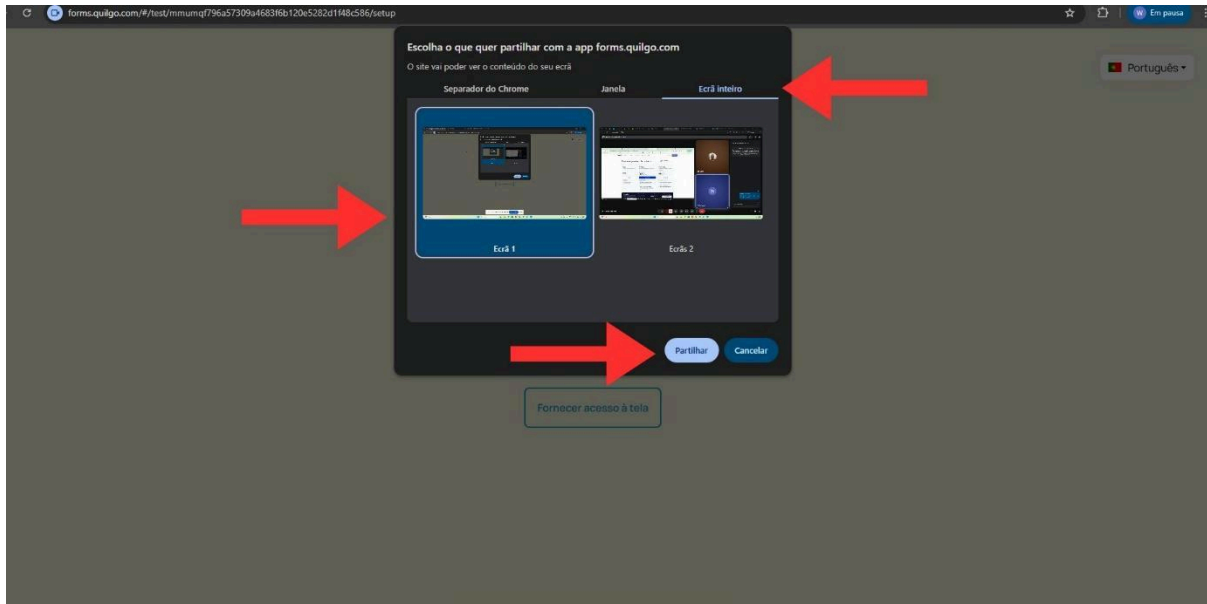 forms.quilgo.com/#/test/mmumqf796a57309a4683f6b120e5282d1f48c586/setup
W Em pausa
Escolha o que quer partilhar com a app forms.quilgo.com
O site vai poder ver o conteúdo do seu ecrã
Português
Separador do Chrome Janela Ecrã inteiro
Ecrã 1 Ecrãs 2
Partilhar Cancelar
Fornecer acesso à tela